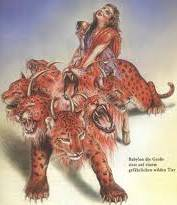 Babylon die Große
sitzt auf einem
gefährlichen wilden Tier